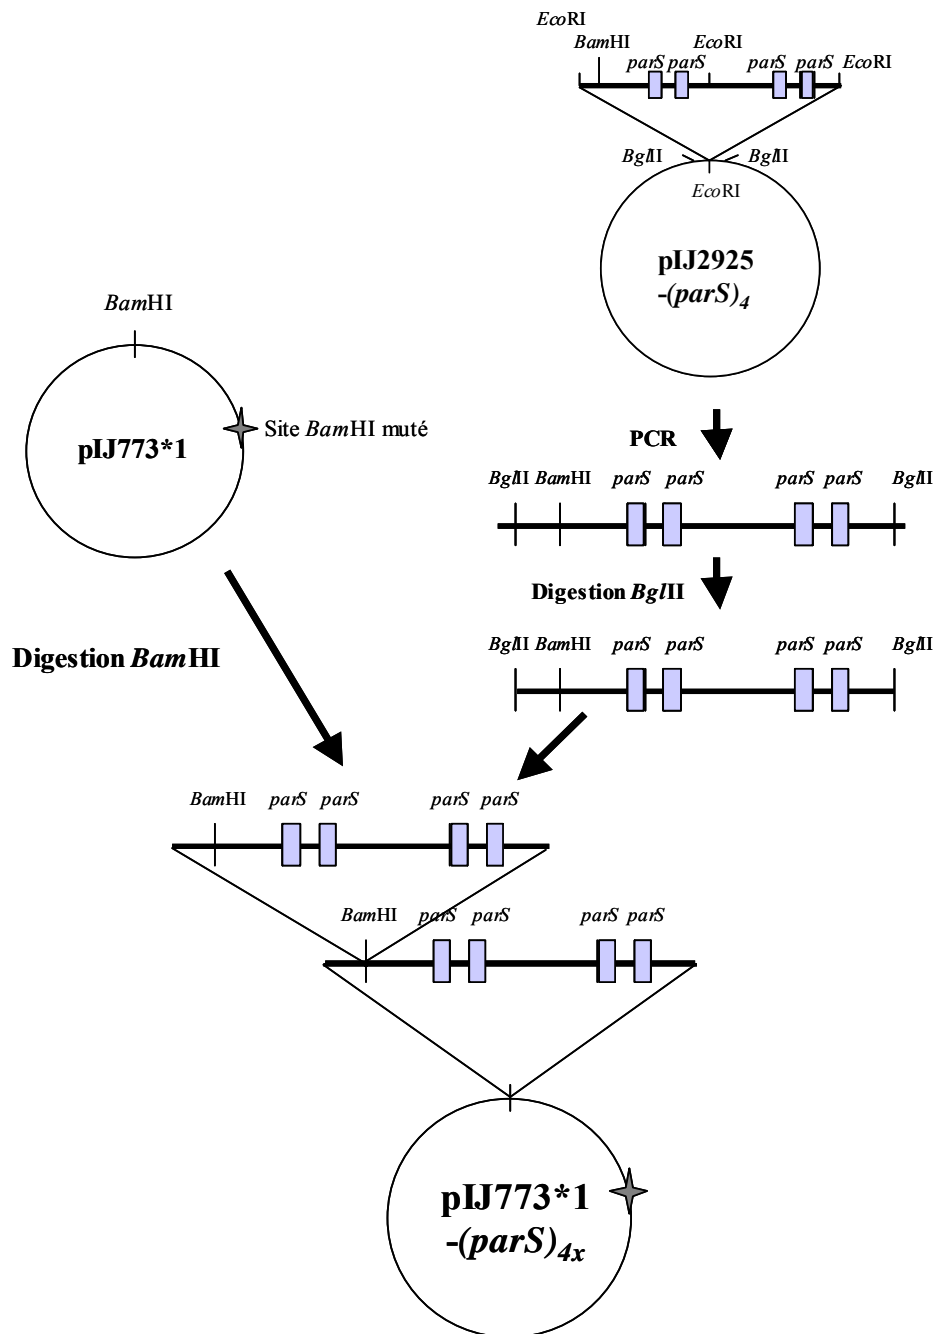 EcoRI
BamHI
EcoRI
parS parS
parS parS
EcoRI
BglII
BglII
EcoRI
pIJ2925
-(parS)4
BamHI
pIJ773*1
Site BamHI muté
PCR
BglII BamHI parS parS parS parS BglII
Digestion BglII
Digestion BamHI
BglII BamHI parS parS parS parS BglII
BamHI parS parS parS parS
BamHI parS parS parS parS
pIJ773*1
-(parS)4x